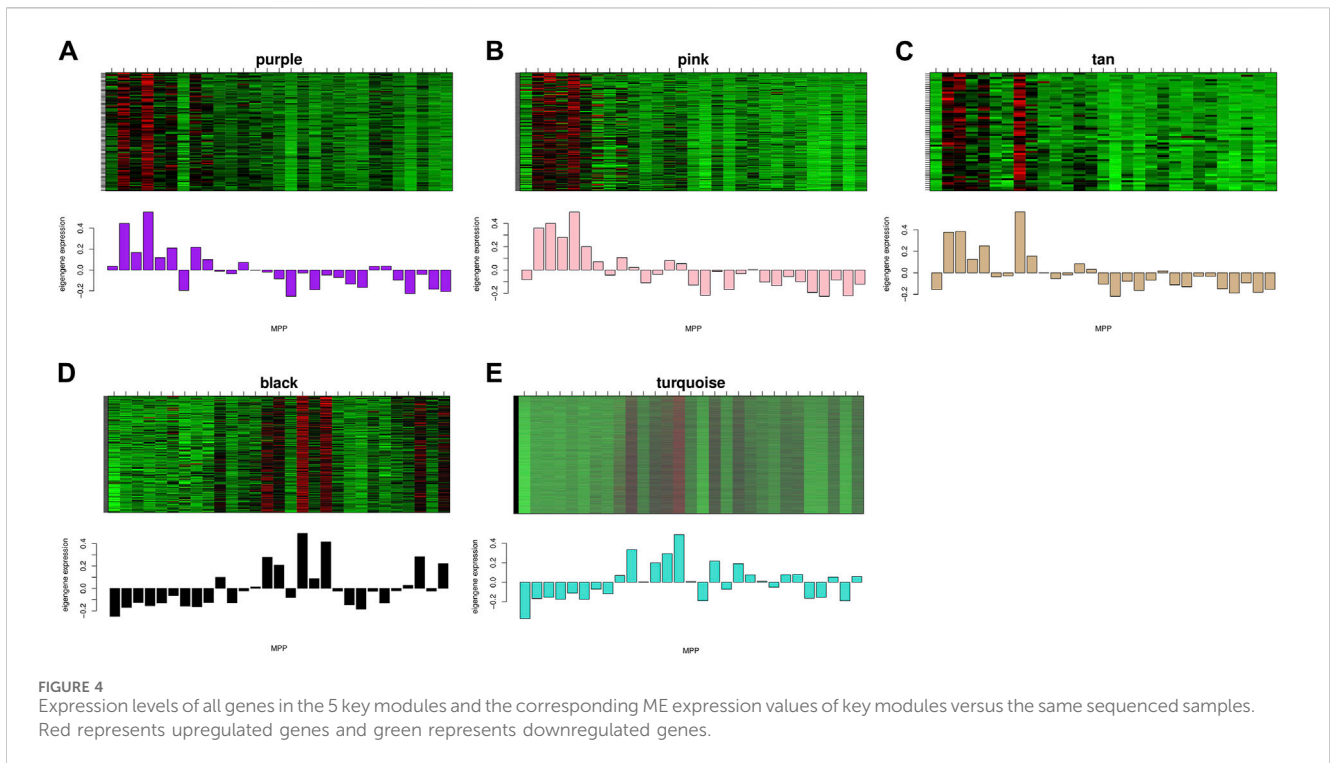 A
purple
eigengene expression
-0.2 0.0 0.2 0.4
MPP
B
pink
eigengene expression
-0.2 0.0 0.2 0.4
MPP
C
tan
eigengene expression
-0.2 0.0 0.2 0.4
MPP
D
black
eigengene expression
-0.2 0.0 0.2 0.4
MPP
E
turquoise
eigengene expression
-0.2 0.0 0.2 0.4
MPP
FIGURE 4
Expression levels of all genes in the 5 key modules and the corresponding ME expression values of key modules versus the same sequenced samples.
Red represents upregulated genes and green represents downregulated genes.